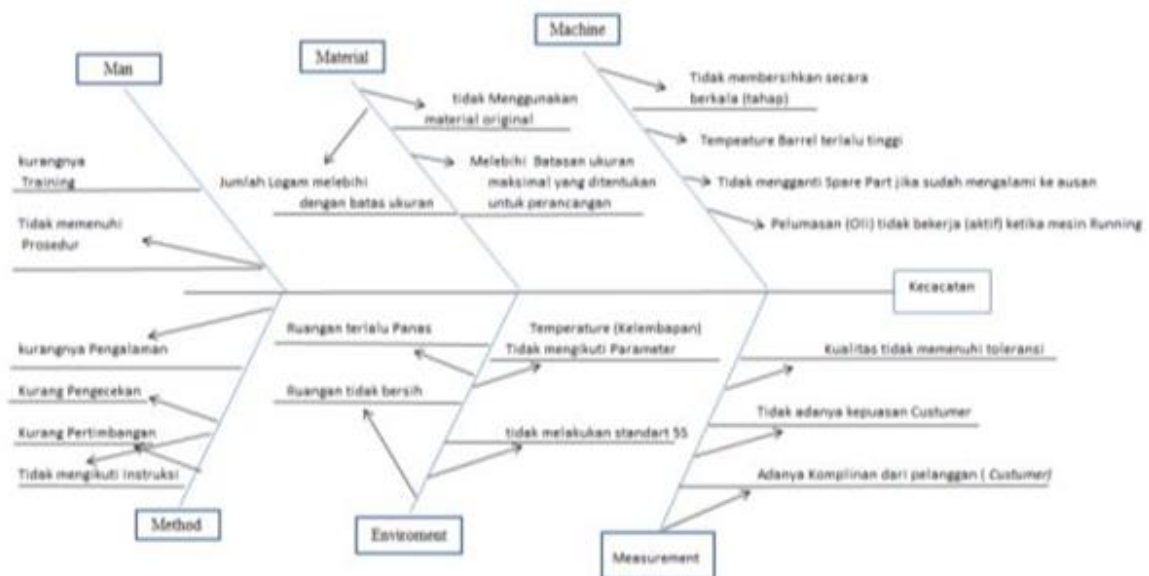 Machine
Material
Man
Tidak membersihkan secara
berkala (tahap)
tidak Menggunakan
material original
Tempeature Barrel terlalu tinggi
kurangnya
Training
Melebihi Batasan ukuran
maksimal yang ditentukan
untuk perancangan
Jumlah Logam melebihi
dengan batas ukuran
Tidak mengganti Spare Part jika sudah mengalami ke ausan
Tidak memenuhi
Prosedur
Pelumasan (Oli) tidak bekerja (aktif) ketika mesin Running
Kecacatan
Ruangan terlalu Panas
Temperature (Kelembapan)
Tidak mengikuti Parameter
kurangnya Pengalaman
Kualitas tidak memenuhi toleransi
Kurang Pengecekan
Ruangan tidak bersih
Tidak adanya kepuasan Custumer
Kurang Pertimbangan
tidak melakukan standart 5S
Tidak mengikuti Instruksi
Adanya Komplinan dari pelanggan ( Custumer)
Method
Enviroment
Measurement